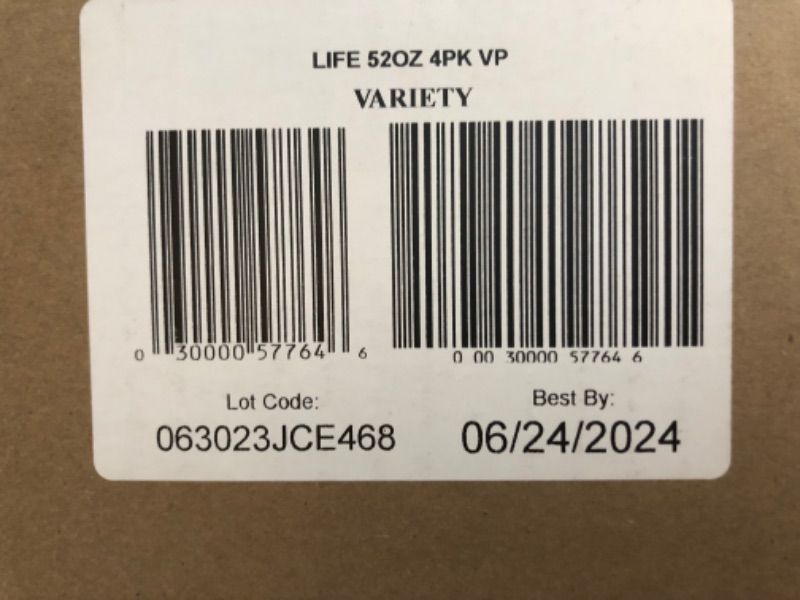 LIFE 52OZ 4PK VP
VARIETY
0 30000 57764 6
0 00 30000 57764 6
Lot Code:
063023JCE468
Best By:
06/24/2024